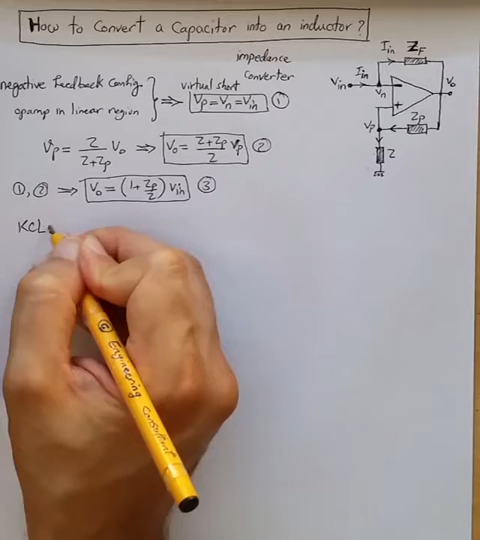 How to Convert a Capacitor into an inductor?
impedance
converter
negative feedback Config.
opamp in linear region
⇒ virtual short
Vp = Vn = Vin ①
Vp = Z/(Z+Zp) Vo ⇒ Vo = (Z+Zp)/Z Vp ②
①, ② ⇒ Vo = (1 + Zp/Z) Vin ③
KCL
Iin ZF
Iin
Vin Vn Vo
- +
Vp Zp
Z
Engineering Consultant